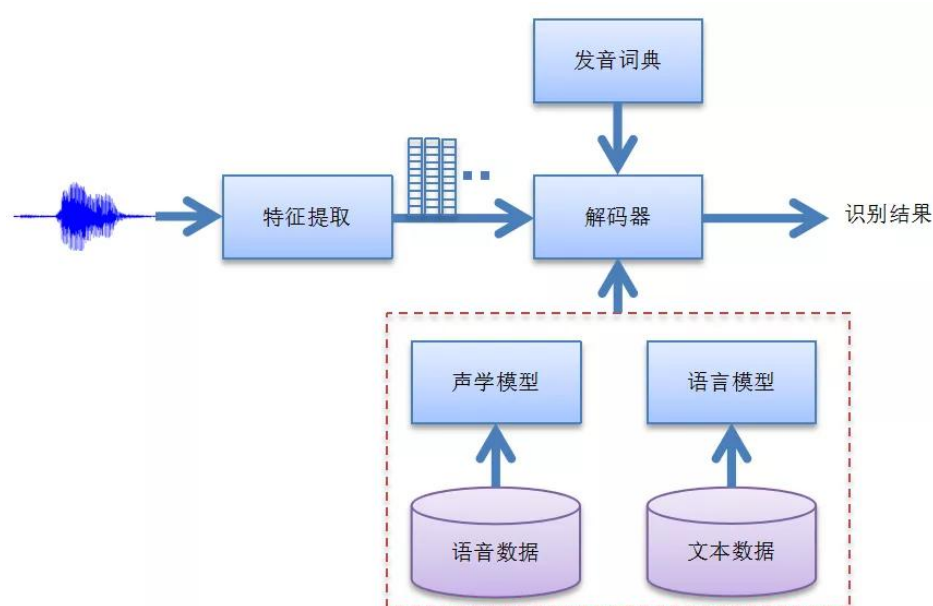 发音词典
特征提取
解码器
识别结果
声学模型
语言模型
语音数据
文本数据